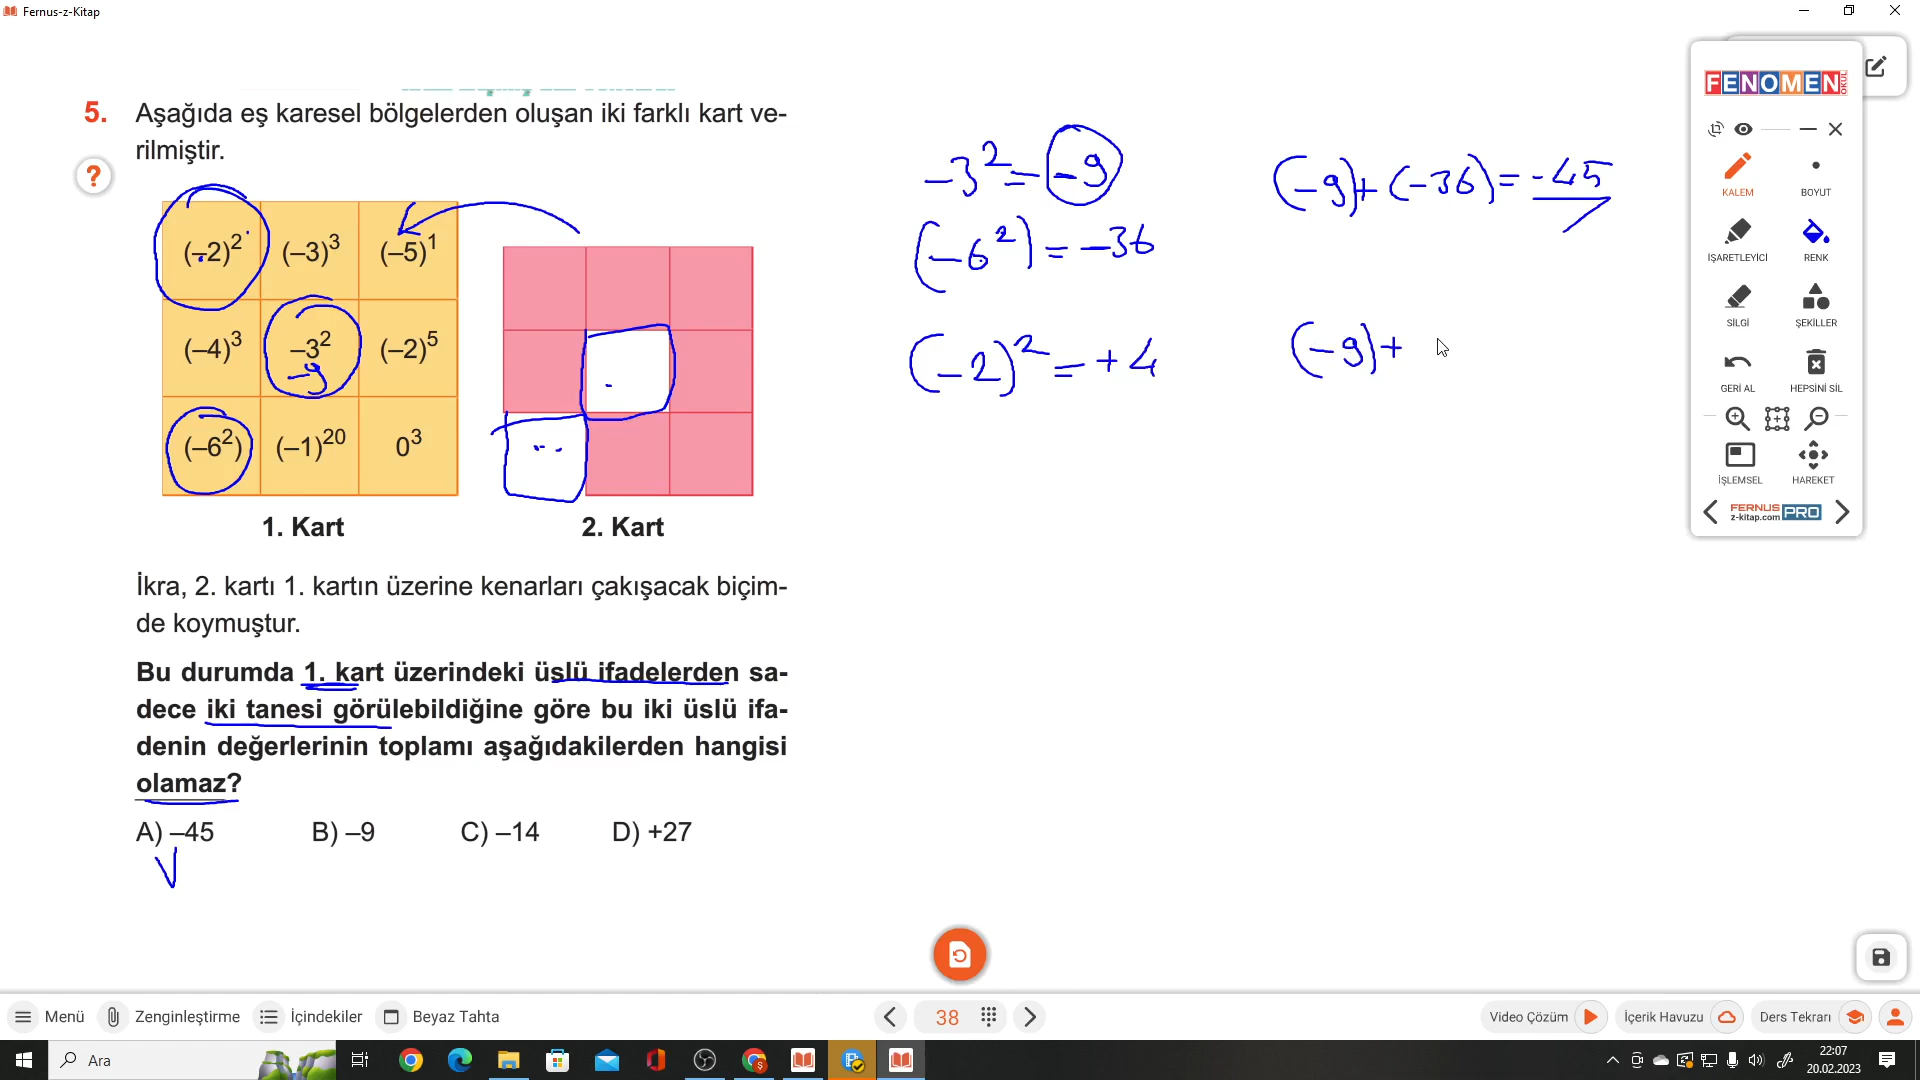 Fernus-z-Kitap
5. Aşağıda eş karesel bölgelerden oluşan iki farklı kart ve-
rilmiştir.
?
(–2)² (–3)³ (–5)¹
(–4)³ –3² (–2)⁵
–9
(–6²) (–1)²⁰ 0³
1. Kart 2. Kart
İkra, 2. kartı 1. kartın üzerine kenarları çakışacak biçim-
de koymuştur.
Bu durumda 1. kart üzerindeki üslü ifadelerden sa-
dece iki tanesi görülebildiğine göre bu iki üslü ifa-
denin değerlerinin toplamı aşağıdakilerden hangisi
olamaz?
A) –45 B) –9 C) –14 D) +27
–3² = –9
(–6²) = –36
(–2)² = +4
(–9)+(–36) = –45
(–9)+
FENOMEN OKUL
KALEM BOYUT
İŞARETLEYİCİ RENK
SİLGİ ŞEKİLLER
GERİ AL HEPSİNİ SİL
İŞLEMSEL HAREKET
FERNUS
z-kitap.com PRO
Menü Zenginleştirme İçindekiler Beyaz Tahta 38 Video Çözüm İçerik Havuzu Ders Tekrarı
Ara
22:07
20.02.2023